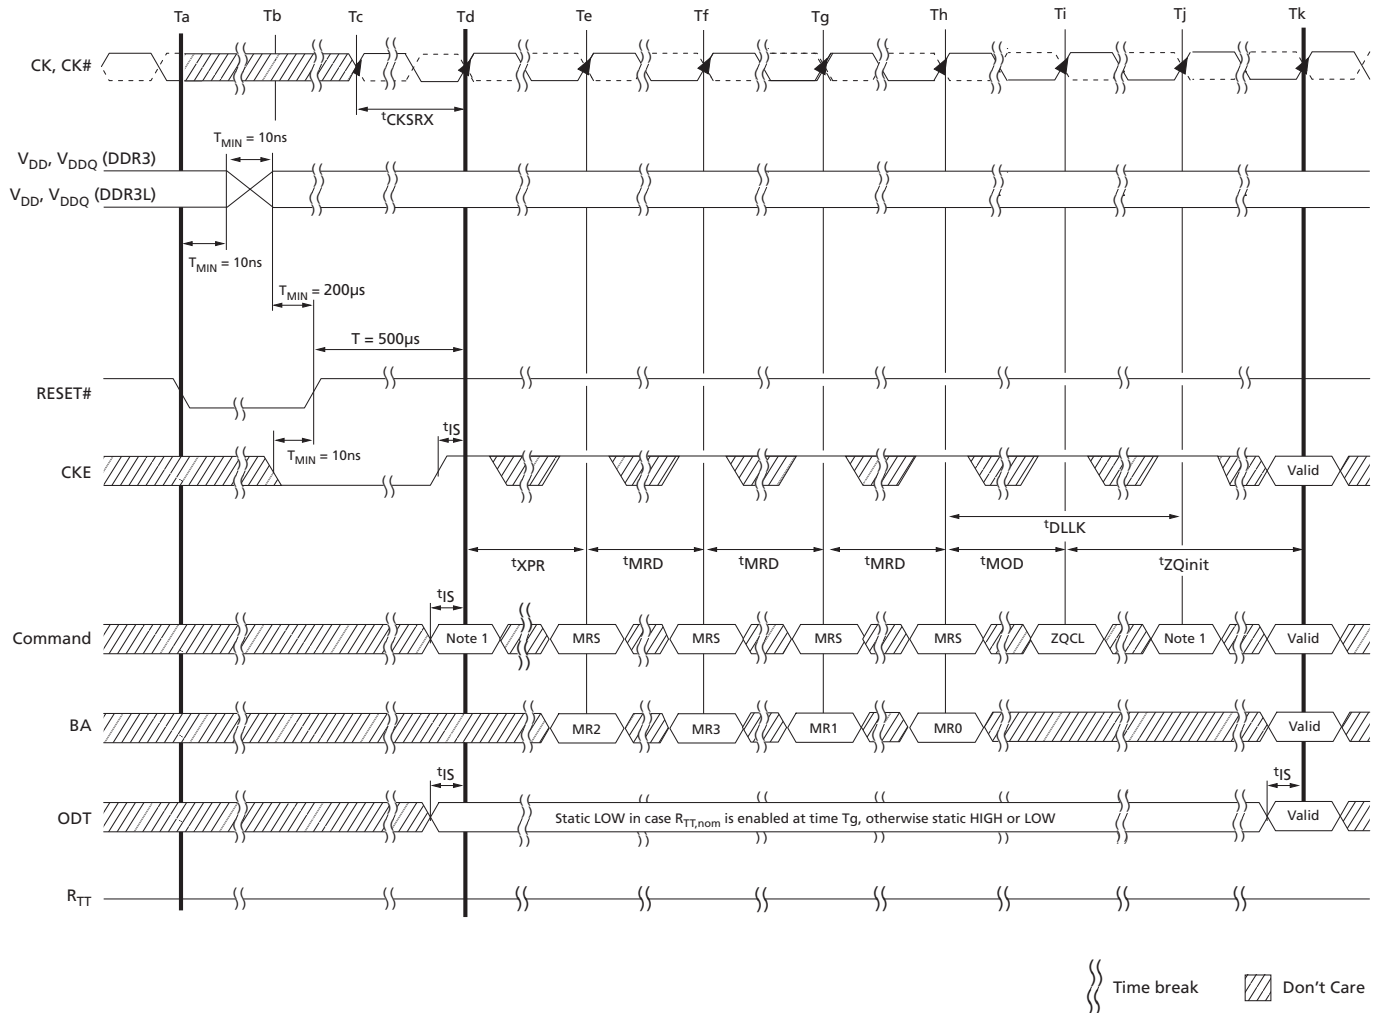 Ta Tb Tc Td Te Tf Tg Th Ti Tj Tk
CK, CK#
tCKSRX
TMIN = 10ns
VDD, VDDQ (DDR3)
VDD, VDDQ (DDR3L)
TMIN = 10ns
TMIN = 200µs
T = 500µs
RESET#
tIS
TMIN = 10ns
CKE
Valid
tDLLK
tXPR tMRD tMRD tMRD tMOD tZQinit
tIS
Command
Note 1 MRS MRS MRS MRS ZQCL Note 1 Valid
BA
MR2 MR3 MR1 MR0 Valid
tIS tIS
ODT
Static LOW in case RTT,nom is enabled at time Tg, otherwise static HIGH or LOW
Valid
RTT
Time break
Don't Care